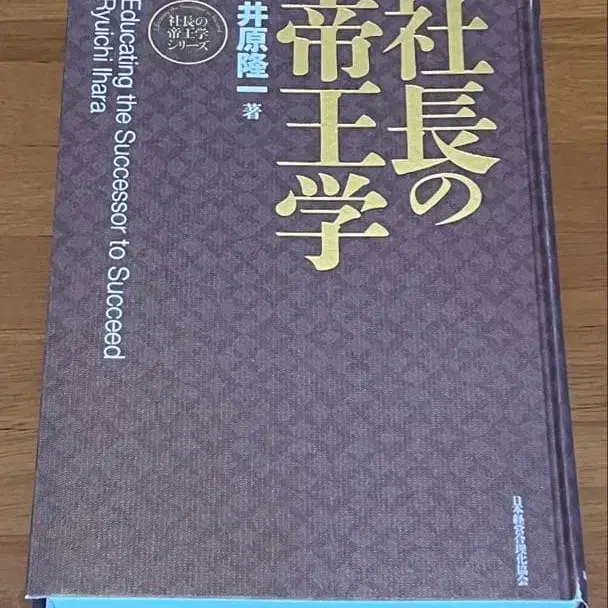 社長の
帝王学
井原隆一 著
社長の
帝王学
シリーズ
Educating the Successor to Succeed
Ryuichi Ihara
日本経営合理化協会